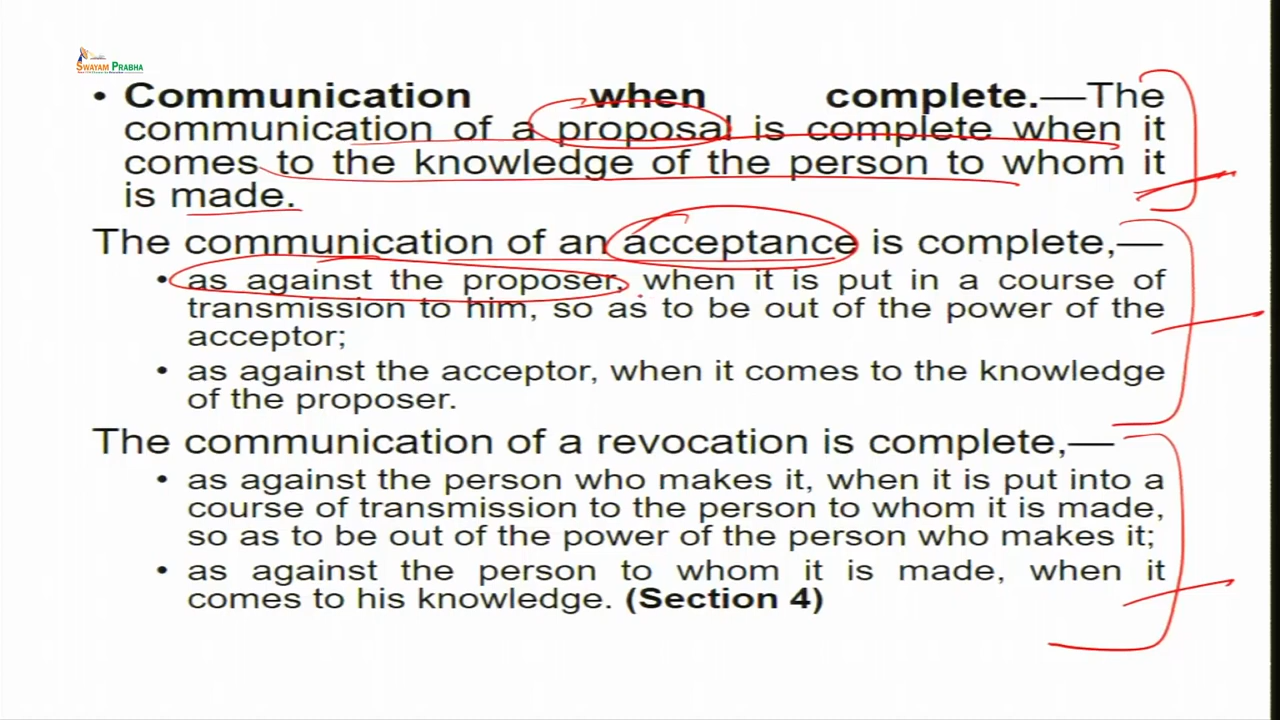 SWAYAM PRABHA
• Communication when complete.—The
communication of a proposal is complete when it
comes to the knowledge of the person to whom it
is made.
The communication of an acceptance is complete,—
• as against the proposer, when it is put in a course of
transmission to him, so as to be out of the power of the
acceptor;
• as against the acceptor, when it comes to the knowledge
of the proposer.
The communication of a revocation is complete,—
• as against the person who makes it, when it is put into a
course of transmission to the person to whom it is made,
so as to be out of the power of the person who makes it;
• as against the person to whom it is made, when it
comes to his knowledge. (Section 4)